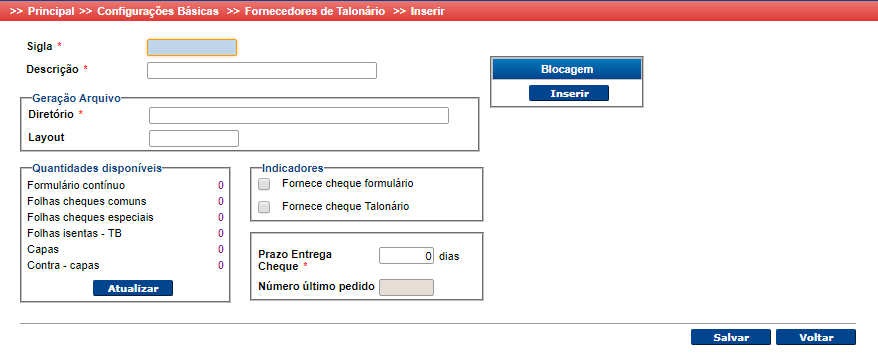 >> Principal >> Configurações Básicas >> Fornecedores de Talonário >> Inserir
Sigla *
Descrição *
Blocagem
Inserir
Geração Arquivo
Diretório *
Layout
Quantidades disponíveis
Formulário contínuo 0
Folhas cheques comuns 0
Folhas cheques especiais 0
Folhas isentas - TB 0
Capas 0
Contra - capas 0
Atualizar
Indicadores
Fornece cheque formulário
Fornece cheque Talonário
Prazo Entrega
Cheque * 0 dias
Número último pedido
Salvar Voltar